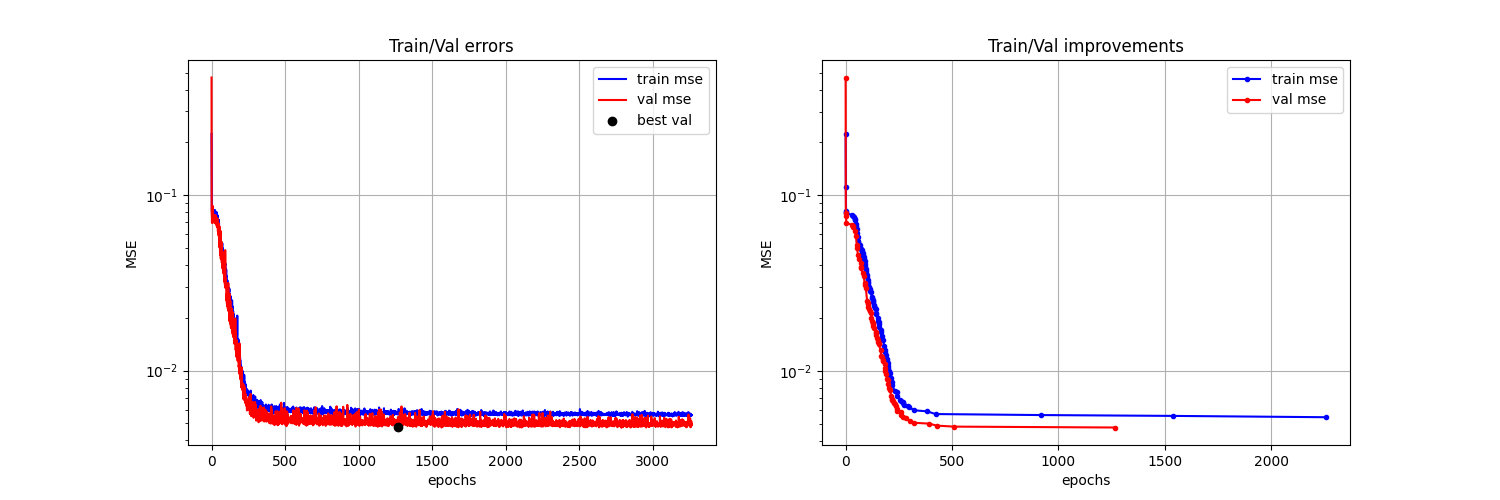 Train/Val errors
MSE
10⁻¹
10⁻²
train mse
val mse
best val
0 500 1000 1500 2000 2500 3000
epochs
Train/Val improvements
MSE
10⁻¹
10⁻²
train mse
val mse
0 500 1000 1500 2000
epochs